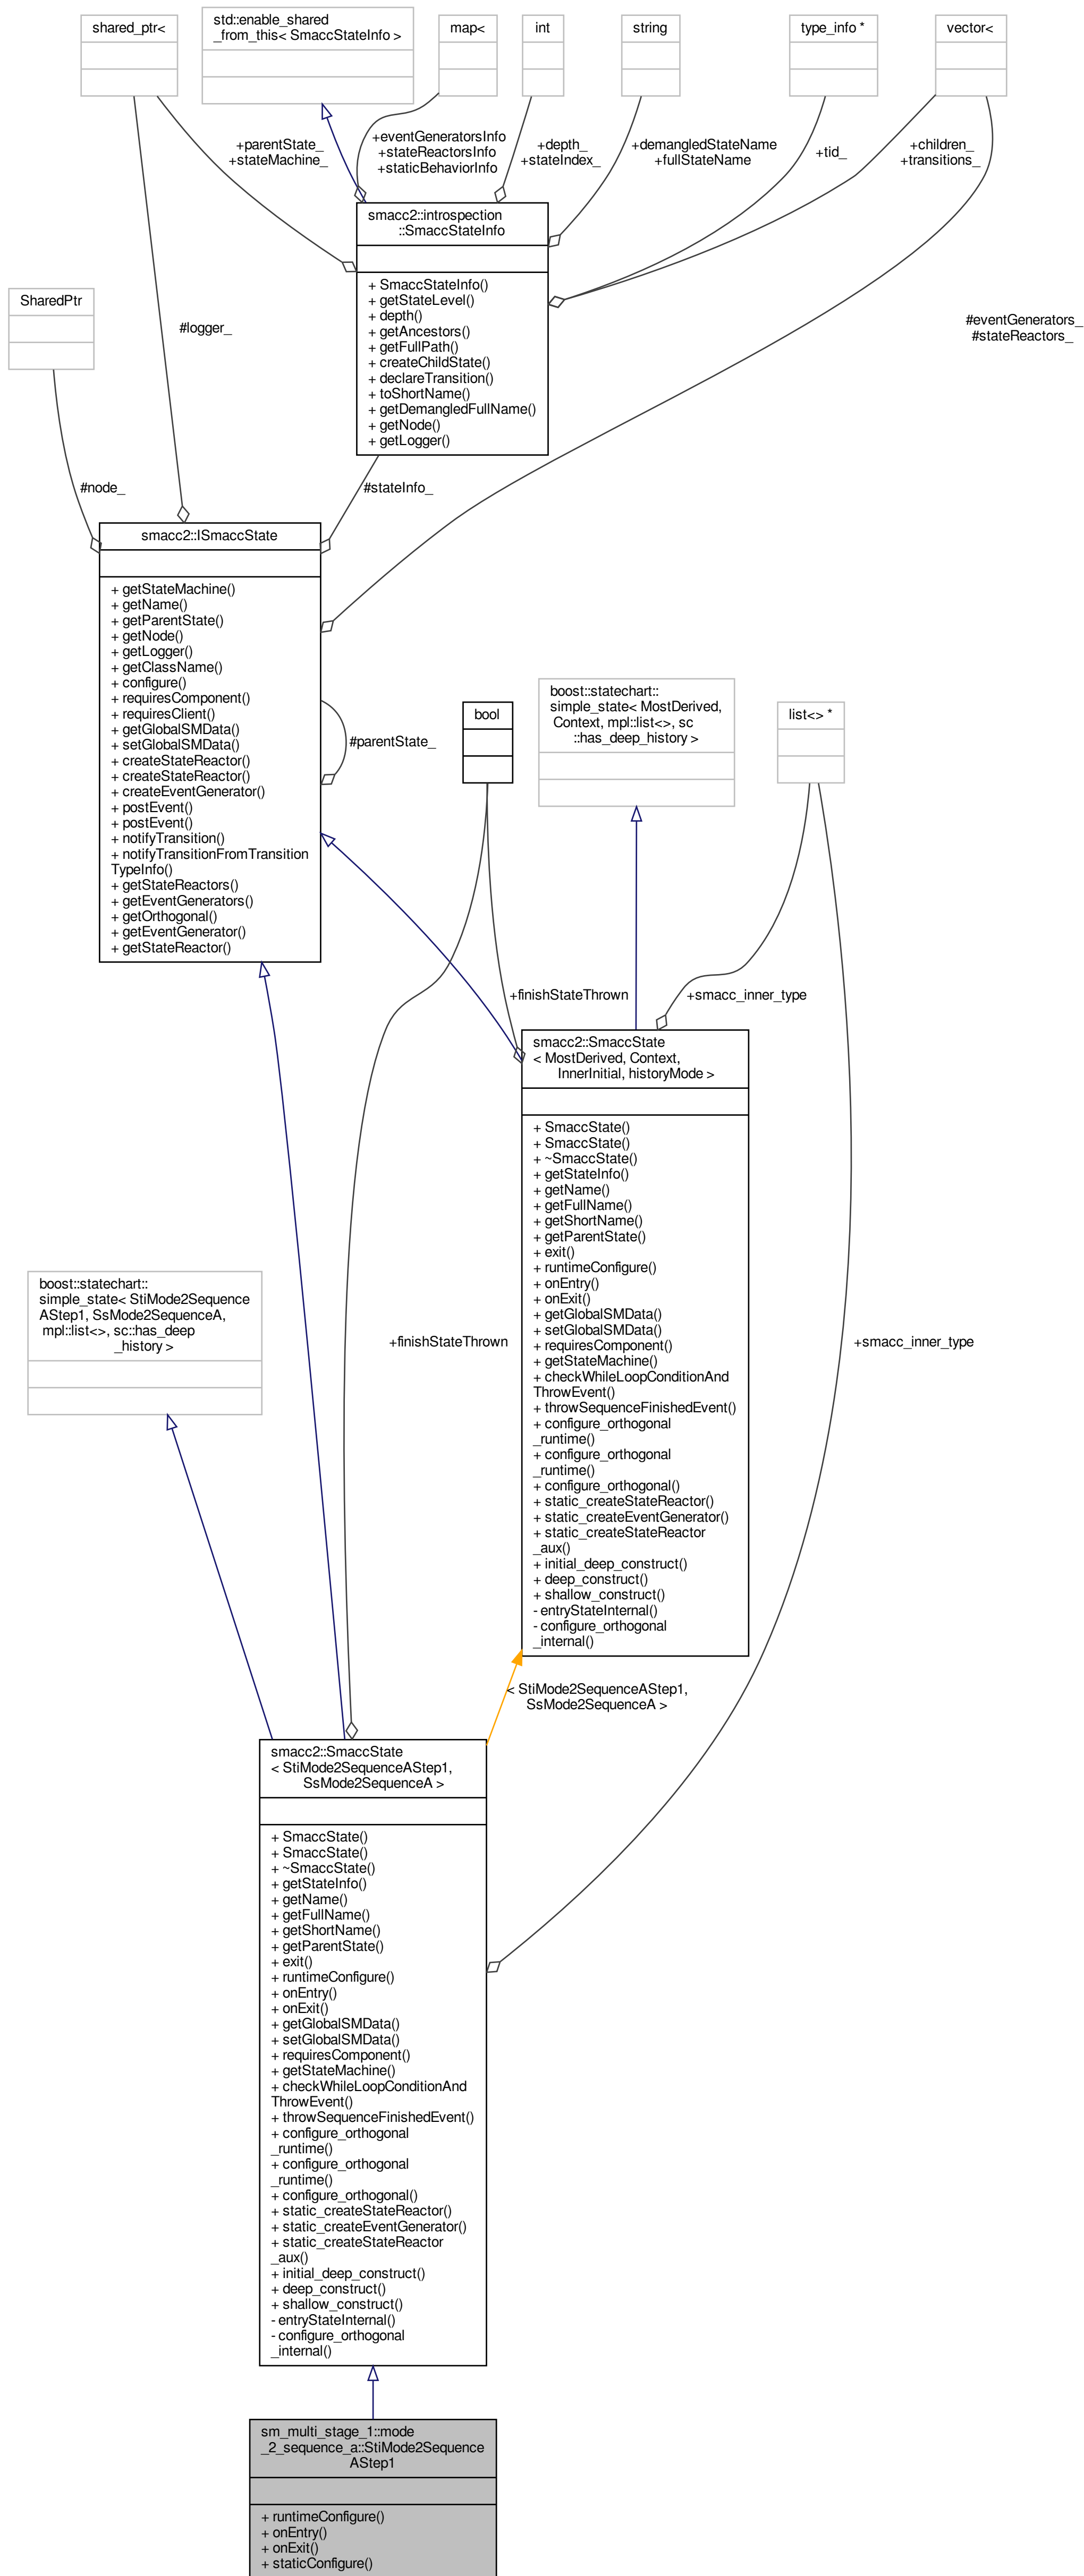 shared_ptr<
std::enable_shared
_from_this< SmaccStateInfo >
map<
int
string
type_info *
vector<
+parentState_
+stateMachine_
+eventGeneratorsInfo
+stateReactorsInfo
+staticBehaviorInfo
+depth_
+stateIndex_
+demangledStateName
+fullStateName
+tid_
+children_
+transitions_
smacc2::introspection
::SmaccStateInfo
+ SmaccStateInfo()
+ getStateLevel()
+ depth()
+ getAncestors()
+ getFullPath()
+ createChildState()
+ declareTransition()
+ toShortName()
+ getDemangledFullName()
+ getNode()
+ getLogger()
SharedPtr
#logger_
#eventGenerators_
#stateReactors_
#node_
#stateInfo_
smacc2::ISmaccState
+ getStateMachine()
+ getName()
+ getParentState()
+ getNode()
+ getLogger()
+ getClassName()
+ configure()
+ requiresComponent()
+ requiresClient()
+ getGlobalSMData()
+ setGlobalSMData()
+ createStateReactor()
+ createStateReactor()
+ createEventGenerator()
+ postEvent()
+ postEvent()
+ notifyTransition()
+ notifyTransitionFromTransition
TypeInfo()
+ getStateReactors()
+ getEventGenerators()
+ getOrthogonal()
+ getEventGenerator()
+ getStateReactor()
#parentState_
bool
boost::statechart::
simple_state< MostDerived,
Context, mpl::list<>, sc
::has_deep_history >
list<> *
+finishStateThrown
+smacc_inner_type
smacc2::SmaccState
< MostDerived, Context,
InnerInitial, historyMode >
+ SmaccState()
+ SmaccState()
+ ~SmaccState()
+ getStateInfo()
+ getName()
+ getFullName()
+ getShortName()
+ getParentState()
+ exit()
+ runtimeConfigure()
+ onEntry()
+ onExit()
+ getGlobalSMData()
+ setGlobalSMData()
+ requiresComponent()
+ getStateMachine()
+ checkWhileLoopConditionAnd
ThrowEvent()
+ throwSequenceFinishedEvent()
+ configure_orthogonal
_runtime()
+ configure_orthogonal
_runtime()
+ configure_orthogonal()
+ static_createStateReactor()
+ static_createEventGenerator()
+ static_createStateReactor
_aux()
+ initial_deep_construct()
+ deep_construct()
+ shallow_construct()
- entryStateInternal()
- configure_orthogonal
_internal()
boost::statechart::
simple_state< StiMode2Sequence
AStep1, SsMode2SequenceA,
mpl::list<>, sc::has_deep
_history >
+finishStateThrown
+smacc_inner_type
< StiMode2SequenceAStep1,
SsMode2SequenceA >
smacc2::SmaccState
< StiMode2SequenceAStep1,
SsMode2SequenceA >
+ SmaccState()
+ SmaccState()
+ ~SmaccState()
+ getStateInfo()
+ getName()
+ getFullName()
+ getShortName()
+ getParentState()
+ exit()
+ runtimeConfigure()
+ onEntry()
+ onExit()
+ getGlobalSMData()
+ setGlobalSMData()
+ requiresComponent()
+ getStateMachine()
+ checkWhileLoopConditionAnd
ThrowEvent()
+ throwSequenceFinishedEvent()
+ configure_orthogonal
_runtime()
+ configure_orthogonal
_runtime()
+ configure_orthogonal()
+ static_createStateReactor()
+ static_createEventGenerator()
+ static_createStateReactor
_aux()
+ initial_deep_construct()
+ deep_construct()
+ shallow_construct()
- entryStateInternal()
- configure_orthogonal
_internal()
sm_multi_stage_1::mode
_2_sequence_a::StiMode2Sequence
AStep1
+ runtimeConfigure()
+ onEntry()
+ onExit()
+ staticConfigure()